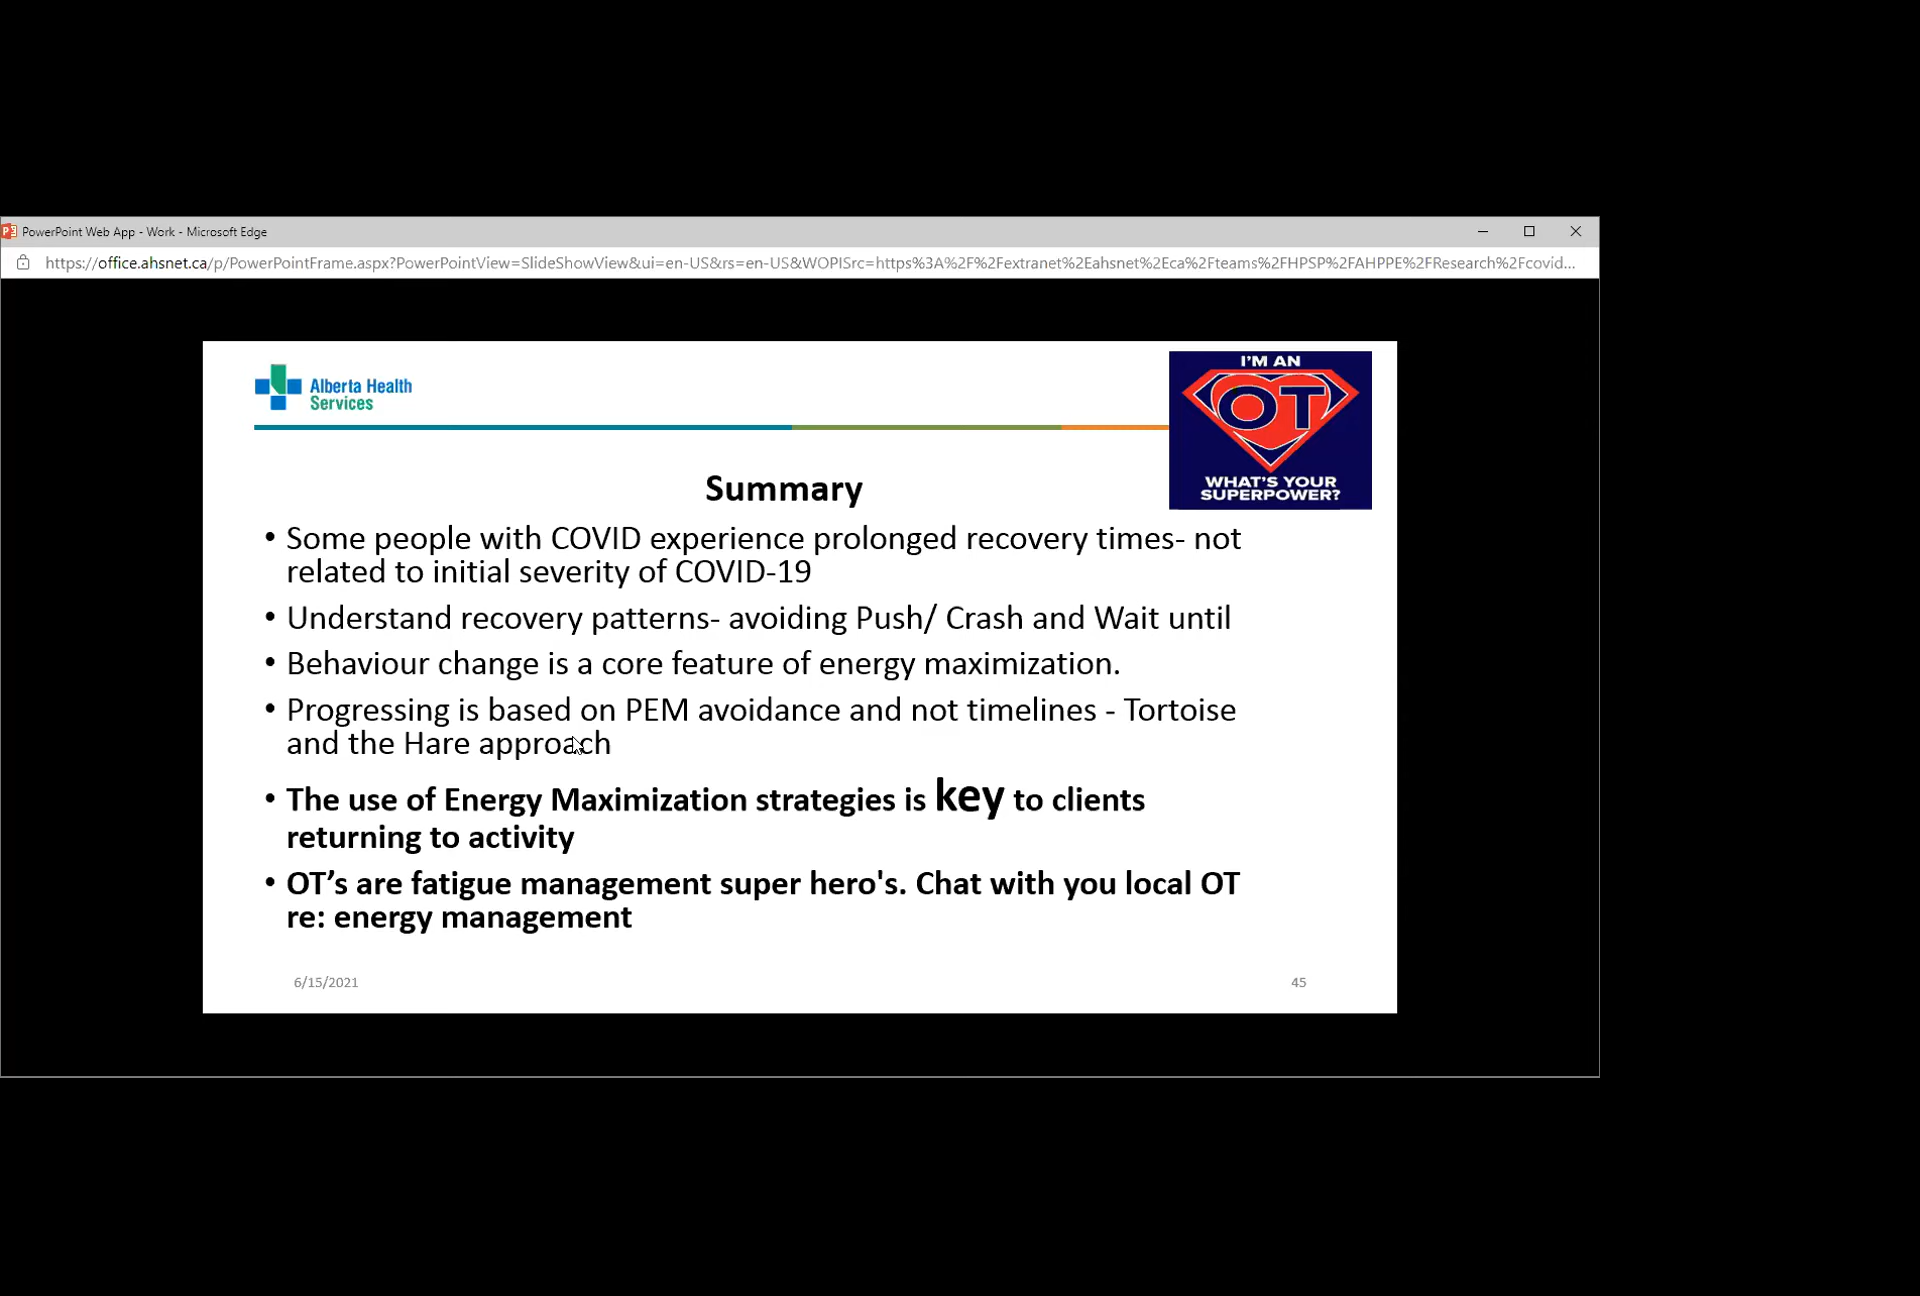 PowerPoint Web App - Work - Microsoft Edge
https://office.ahsnet.ca/p/PowerPointFrame.aspx?PowerPointView=SlideShowView&ui=en-US&rs=en-US&WOPISrc=https%3A%2F%2Fextranet%2Eahsnet%2Eca%2Fteams%2FHPSP%2FAHPPE%2FResearch%2Fcovid...
Alberta Health
Services
I'M AN
OT
WHAT'S YOUR
SUPERPOWER?
Summary
• Some people with COVID experience prolonged recovery times- not
related to initial severity of COVID-19
• Understand recovery patterns- avoiding Push/ Crash and Wait until
• Behaviour change is a core feature of energy maximization.
• Progressing is based on PEM avoidance and not timelines - Tortoise
and the Hare approach
• The use of Energy Maximization strategies is key to clients
returning to activity
• OT’s are fatigue management super hero's. Chat with you local OT
re: energy management
6/15/2021
45